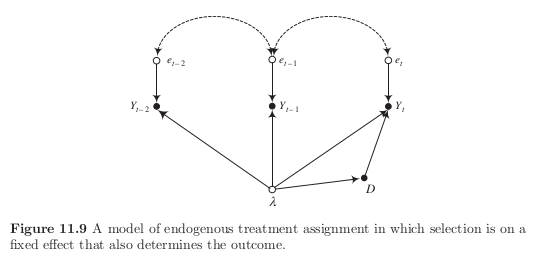 e_{t−2}
e_{t−1}
e_t
Y_{t−2}
Y_{t−1}
Y_t
λ
D
Figure 11.9 A model of endogenous treatment assignment in which selection is on a
fixed effect that also determines the outcome.